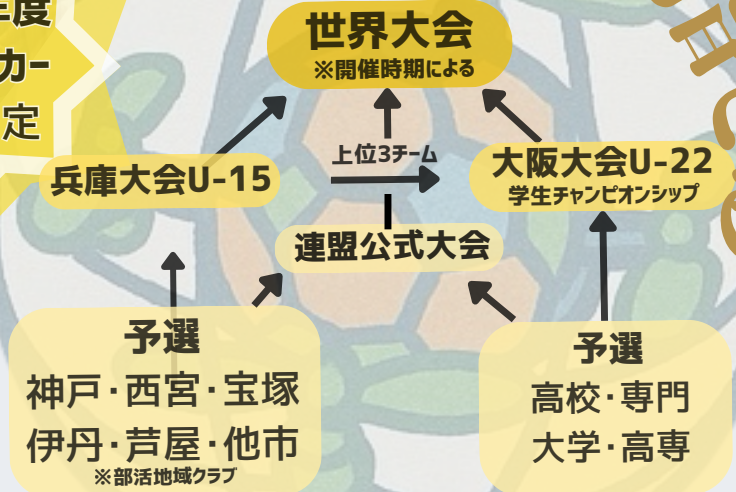 年度
カー
定
世界大会
※開催時期による
上位3チーム
兵庫大会U-15
大阪大会U-22
学生チャンピオンシップ
連盟公式大会
予選
神戸·西宮·宝塚
伊丹·芦屋·他市
※部活地域クラブ
予選
高校·専門
大学·高専